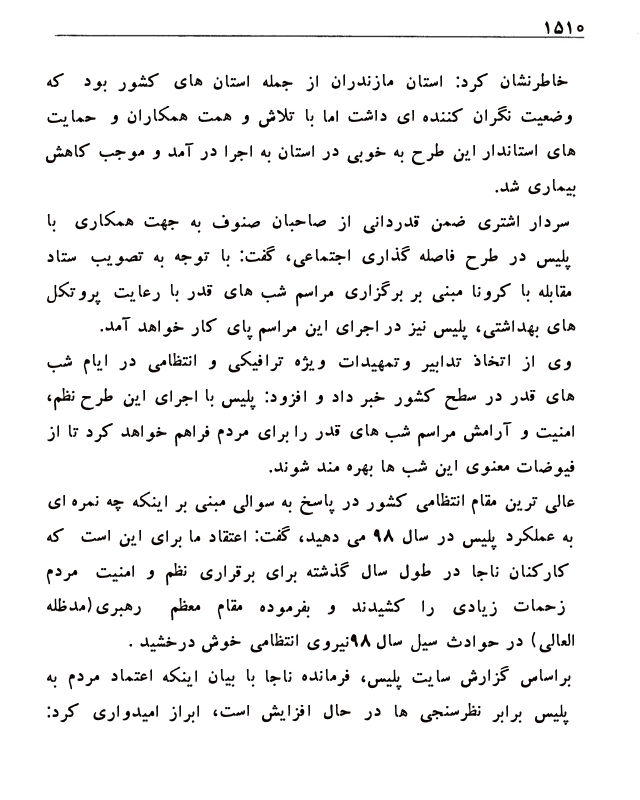 ۱۵۱۰
خاطرنشان کرد: استان مازندران از جمله استان های کشور بود که
وضعیت نگران کننده ای داشت اما با تلاش و همت همکاران و حمایت
های استاندار این طرح به خوبی در استان به اجرا در آمد و موجب کاهش
بیماری شد.
سردار اشتری ضمن قدردانی از صاحبان صنوف به جهت همکاری با
پلیس در طرح فاصله گذاری اجتماعی، گفت: با توجه به تصویب ستاد
مقابله با کرونا مبنی بر برگزاری مراسم شب های قدر با رعایت پروتکل
های بهداشتی، پلیس نیز در اجرای این مراسم پای کار خواهد آمد.
وی از اتخاذ تدابیر وتمهیدات ویژه ترافیکی و انتظامی در ایام شب
های قدر در سطح کشور خبر داد و افزود: پلیس با اجرای این طرح نظم،
امنیت و آرامش مراسم شب های قدر را برای مردم فراهم خواهد کرد تا از
فیوضات معنوی این شب ها بهره مند شوند.
عالی ترین مقام انتظامی کشور در پاسخ به سوالی مبنی بر اینکه چه نمره ای
به عملکرد پلیس در سال ۹۸ می دهید، گفت: اعتقاد ما برای این است که
کارکنان ناجا در طول سال گذشته برای برقراری نظم و امنیت مردم
زحمات زیادی را کشیدند و بفرموده مقام معظم رهبری(مدظله
العالی) در حوادث سیل سال ۹۸نیروی انتظامی خوش درخشید .
براساس گزارش سایت پلیس، فرمانده ناجا با بیان اینکه اعتماد مردم به
پلیس برابر نظرسنجی ها در حال افزایش است، ابراز امیدواری کرد: